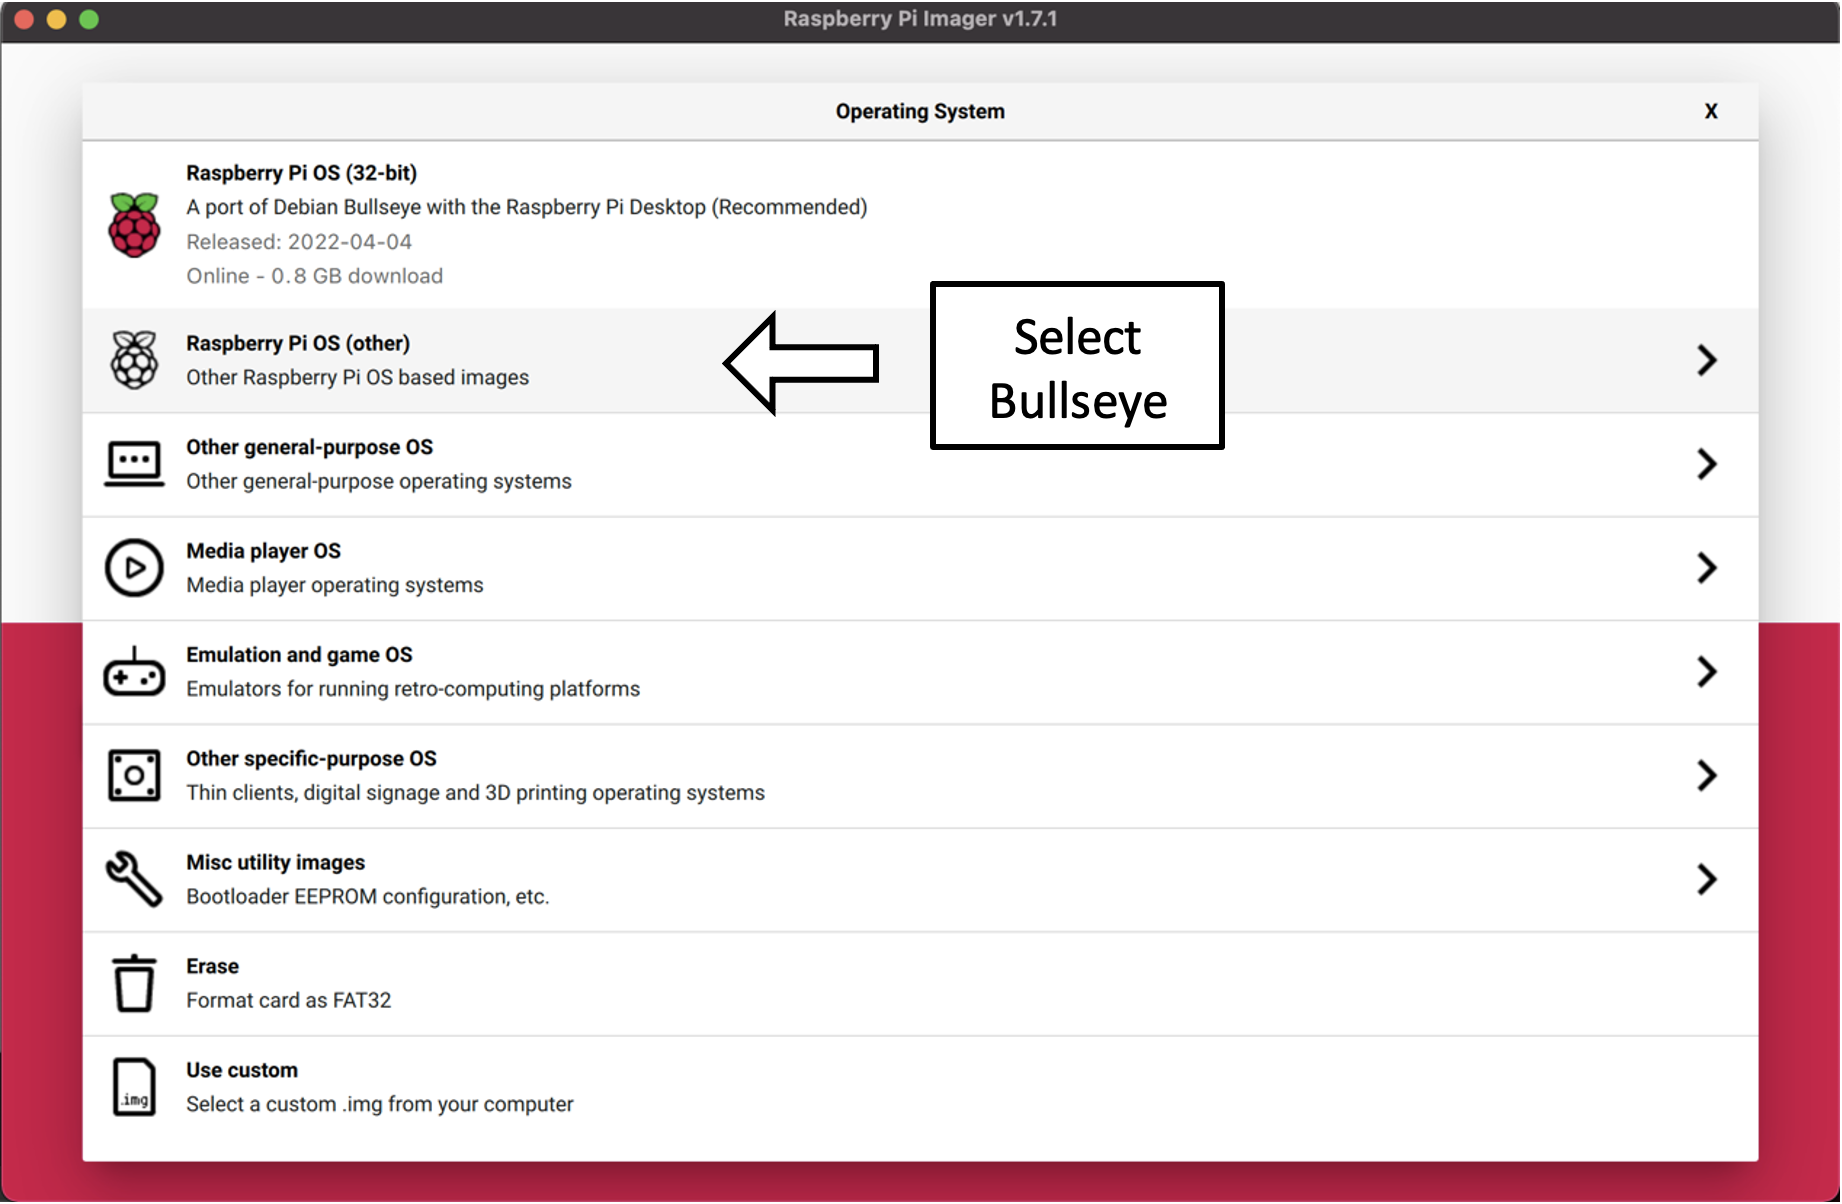 Raspberry Pi Imager v1.7.1
Operating System
X
Raspberry Pi OS (32-bit)
A port of Debian Bullseye with the Raspberry Pi Desktop (Recommended)
Released: 2022-04-04
Online - 0.8 GB download
Raspberry Pi OS (other)
Other Raspberry Pi OS based images
Select
Bullseye
Other general-purpose OS
Other general-purpose operating systems
Media player OS
Media player operating systems
Emulation and game OS
Emulators for running retro-computing platforms
Other specific-purpose OS
Thin clients, digital signage and 3D printing operating systems
Misc utility images
Bootloader EEPROM configuration, etc.
Erase
Format card as FAT32
.img
Use custom
Select a custom .img from your computer